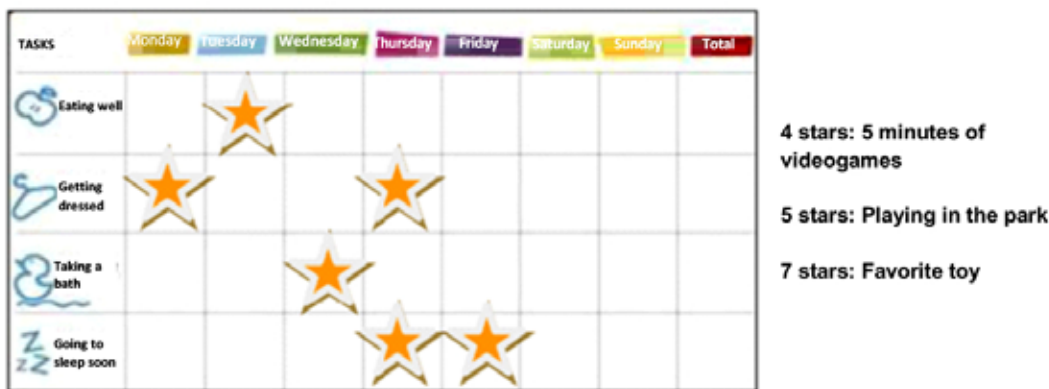 TASKS Monday Tuesday Wednesday Thursday Friday Saturday Sunday Total
Eating well
Getting
dressed
Taking a
bath
Going to
sleep soon
4 stars: 5 minutes of
videogames
5 stars: Playing in the park
7 stars: Favorite toy